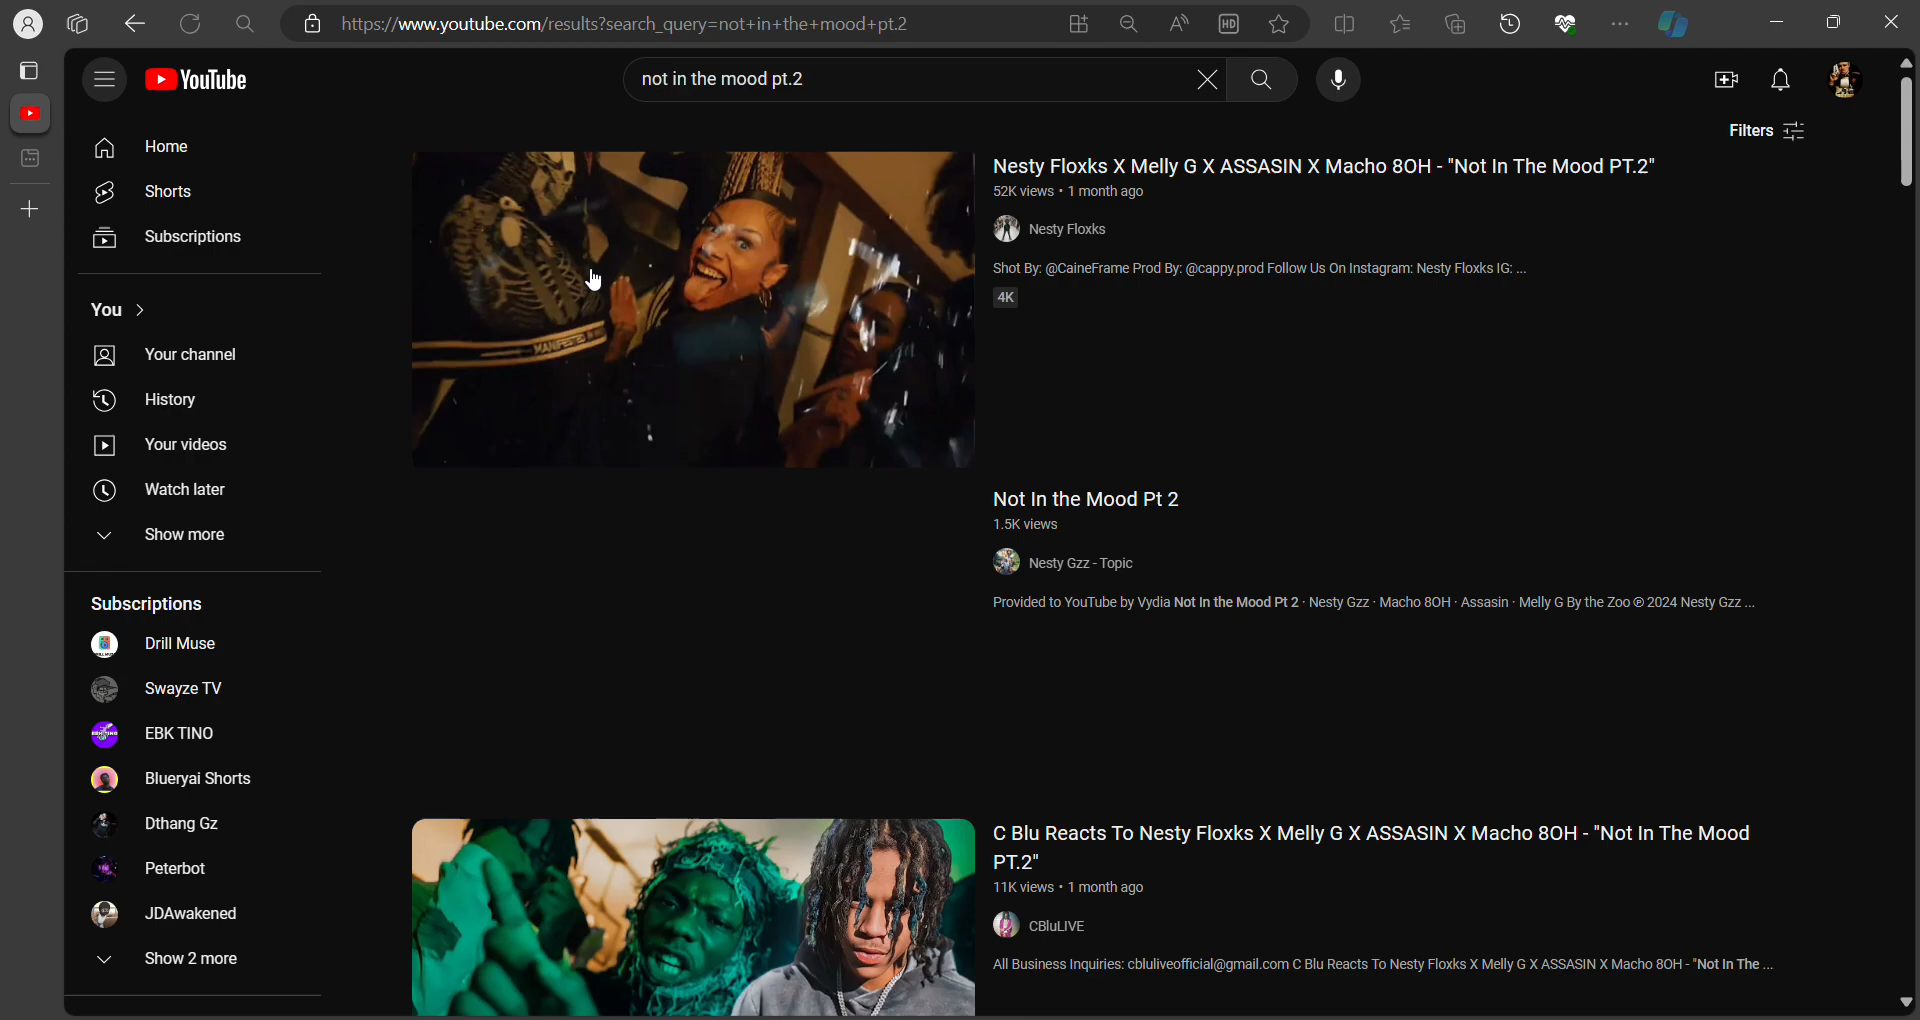 https://www.youtube.com/results?search_query=not+in+the+mood+pt.2
HD
YouTube
not in the mood pt.2
Filters
Home
Shorts
Subscriptions
You
Your channel
History
Your videos
Watch later
Show more
Subscriptions
Drill Muse
Swayze TV
EBK TINO
Blueryai Shorts
Dthang Gz
Peterbot
JDAwakened
Show 2 more
Nesty Floxks X Melly G X ASSASIN X Macho 8OH - "Not In The Mood PT.2"
52K views • 1 month ago
Nesty Floxks
Shot By: @CaineFrame Prod By: @cappy.prod Follow Us On Instagram: Nesty Floxks IG: ...
4K
Not In the Mood Pt 2
1.5K views
Nesty Gzz - Topic
Provided to YouTube by Vydia Not In the Mood Pt 2 · Nesty Gzz · Macho 8OH · Assasin · Melly G By the Zoo ℗ 2024 Nesty Gzz ...
C Blu Reacts To Nesty Floxks X Melly G X ASSASIN X Macho 8OH - "Not In The Mood
PT.2"
11K views • 1 month ago
CBluLIVE
All Business Inquiries: cbluliveofficial@gmail.com C Blu Reacts To Nesty Floxks X Melly G X ASSASIN X Macho 8OH - "Not In The ...